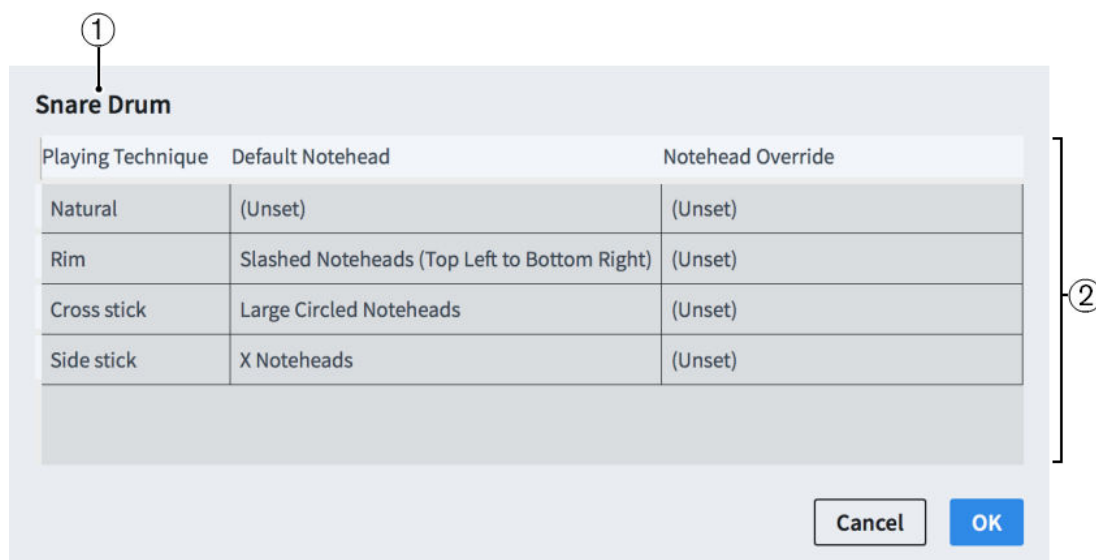 ①
Snare Drum
Playing Technique Default Notehead Notehead Override
Natural (Unset) (Unset)
Rim Slashed Noteheads (Top Left to Bottom Right) (Unset)
Cross stick Large Circled Noteheads (Unset)
②
Side stick X Noteheads (Unset)
Cancel OK